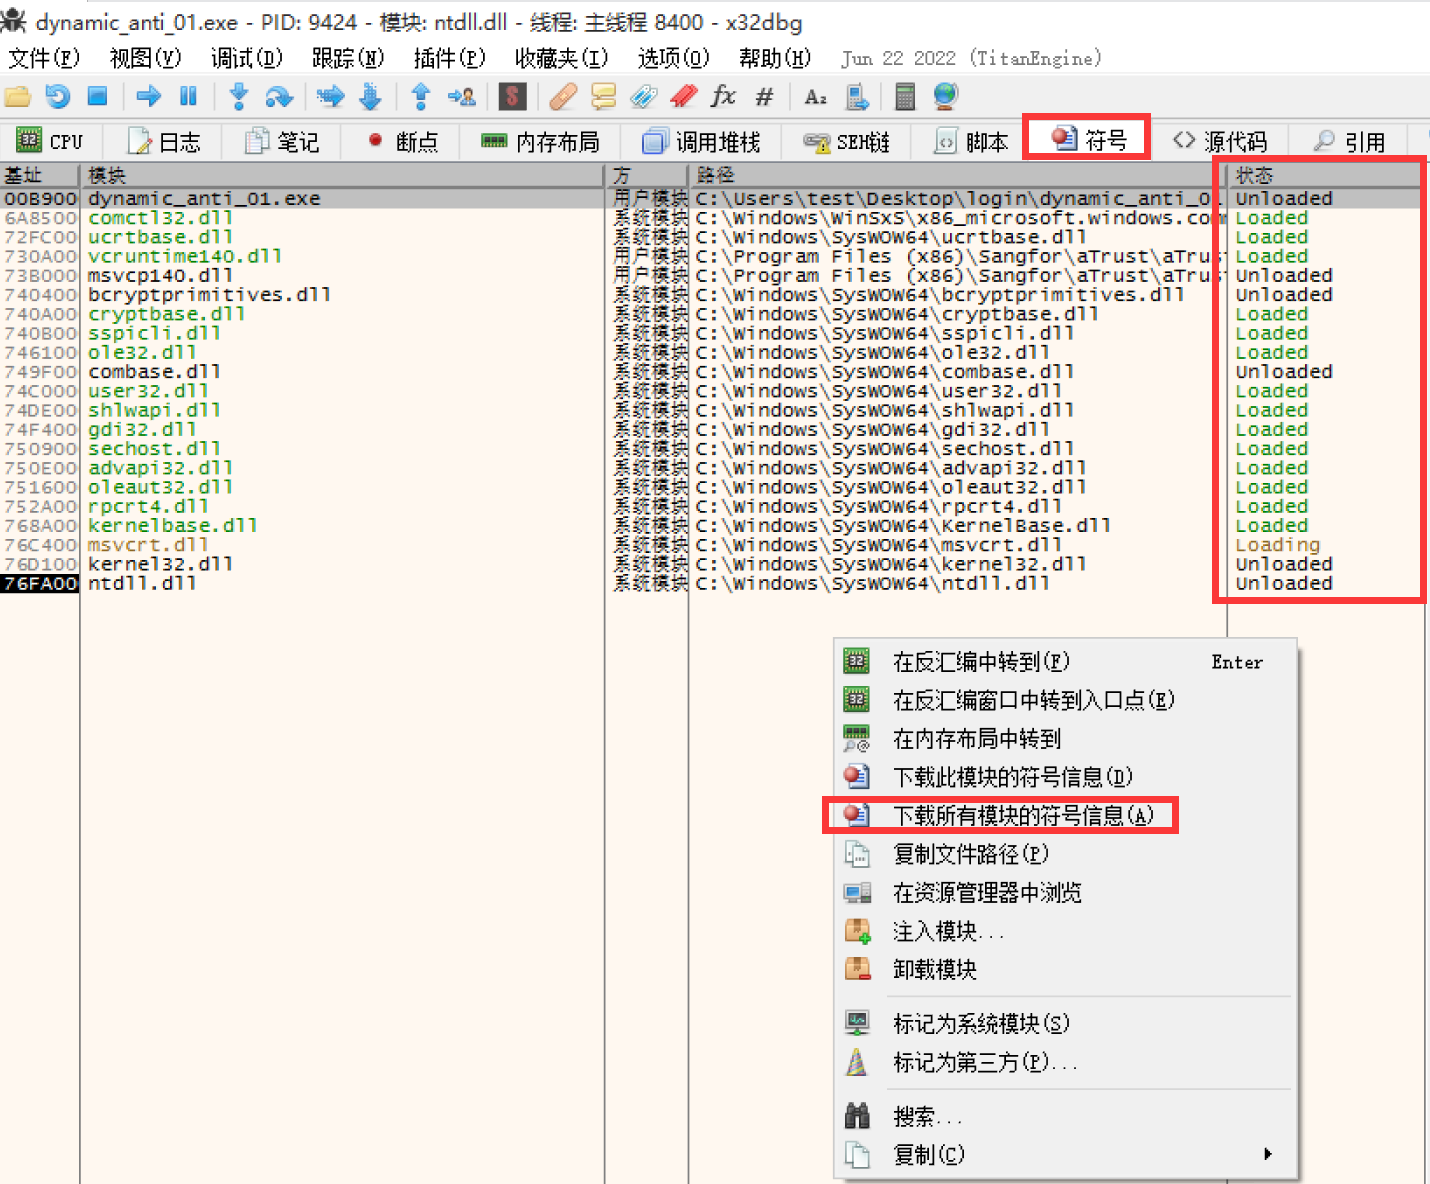 dynamic_anti_01.exe - PID: 9424 - 模块: ntdll.dll - 线程: 主线程 8400 - x32dbg
文件(F) 视图(V) 调试(D) 跟踪(N) 插件(P) 收藏夹(I) 选项(O) 帮助(H) Jun 22 2022 (TitanEngine)
CPU 日志 笔记 断点 内存布局 调用堆栈 SEH链 脚本 符号 源代码 引用
基址 模块 方 路径 状态
00B900 dynamic_anti_01.exe 用户模块 C:\Users\test\Desktop\login\dynamic_anti_01 Unloaded
6A8500 comctl32.dll 系统模块 C:\Windows\WinSxS\x86_microsoft.windows.com Loaded
72FC00 ucrtbase.dll 系统模块 C:\Windows\SysWOW64\ucrtbase.dll Loaded
730A00 vcruntime140.dll 用户模块 C:\Program Files (x86)\Sangfor\aTrust\aTrus Loaded
73B000 msvcp140.dll 用户模块 C:\Program Files (x86)\Sangfor\aTrust\aTrus Unloaded
740400 bcryptprimitives.dll 系统模块 C:\Windows\SysWOW64\bcryptprimitives.dll Unloaded
740A00 cryptbase.dll 系统模块 C:\Windows\SysWOW64\cryptbase.dll Loaded
740B00 sspicli.dll 系统模块 C:\Windows\SysWOW64\sspicli.dll Loaded
746100 ole32.dll 系统模块 C:\Windows\SysWOW64\ole32.dll Loaded
749F00 combase.dll 系统模块 C:\Windows\SysWOW64\combase.dll Unloaded
74C000 user32.dll 系统模块 C:\Windows\SysWOW64\user32.dll Loaded
74DE00 shlwapi.dll 系统模块 C:\Windows\SysWOW64\shlwapi.dll Loaded
74F400 gdi32.dll 系统模块 C:\Windows\SysWOW64\gdi32.dll Loaded
750900 sechost.dll 系统模块 C:\Windows\SysWOW64\sechost.dll Loaded
750E00 advapi32.dll 系统模块 C:\Windows\SysWOW64\advapi32.dll Loaded
751600 oleaut32.dll 系统模块 C:\Windows\SysWOW64\oleaut32.dll Loaded
752A00 rpcrt4.dll 系统模块 C:\Windows\SysWOW64\rpcrt4.dll Loaded
768A00 kernelbase.dll 系统模块 C:\Windows\SysWOW64\KernelBase.dll Loaded
76C400 msvcrt.dll 系统模块 C:\Windows\SysWOW64\msvcrt.dll Loading
76D100 kernel32.dll 系统模块 C:\Windows\SysWOW64\kernel32.dll Unloaded
76FA00 ntdll.dll 系统模块 C:\Windows\SysWOW64\ntdll.dll Unloaded
在反汇编中转到(F) Enter
在反汇编窗口中转到入口点(E)
在内存布局中转到
下载此模块的符号信息(D)
下载所有模块的符号信息(A)
复制文件路径(P)
在资源管理器中浏览
注入模块...
卸载模块
标记为系统模块(S)
标记为第三方(P)...
搜索...
复制(C)